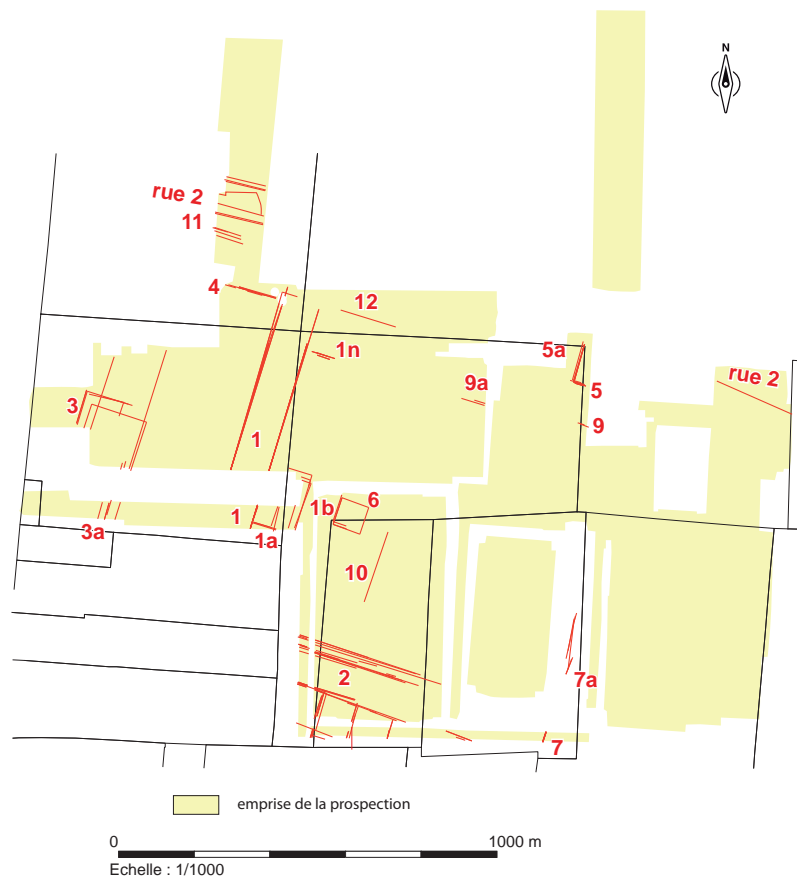 N
rue 2
11
4
12
1n
5a
5
9a
rue 2
3
9
1
1b
6
3a
1
1a
10
2
7a
7
emprise de la prospection
0 1000 m
Echelle : 1/1000